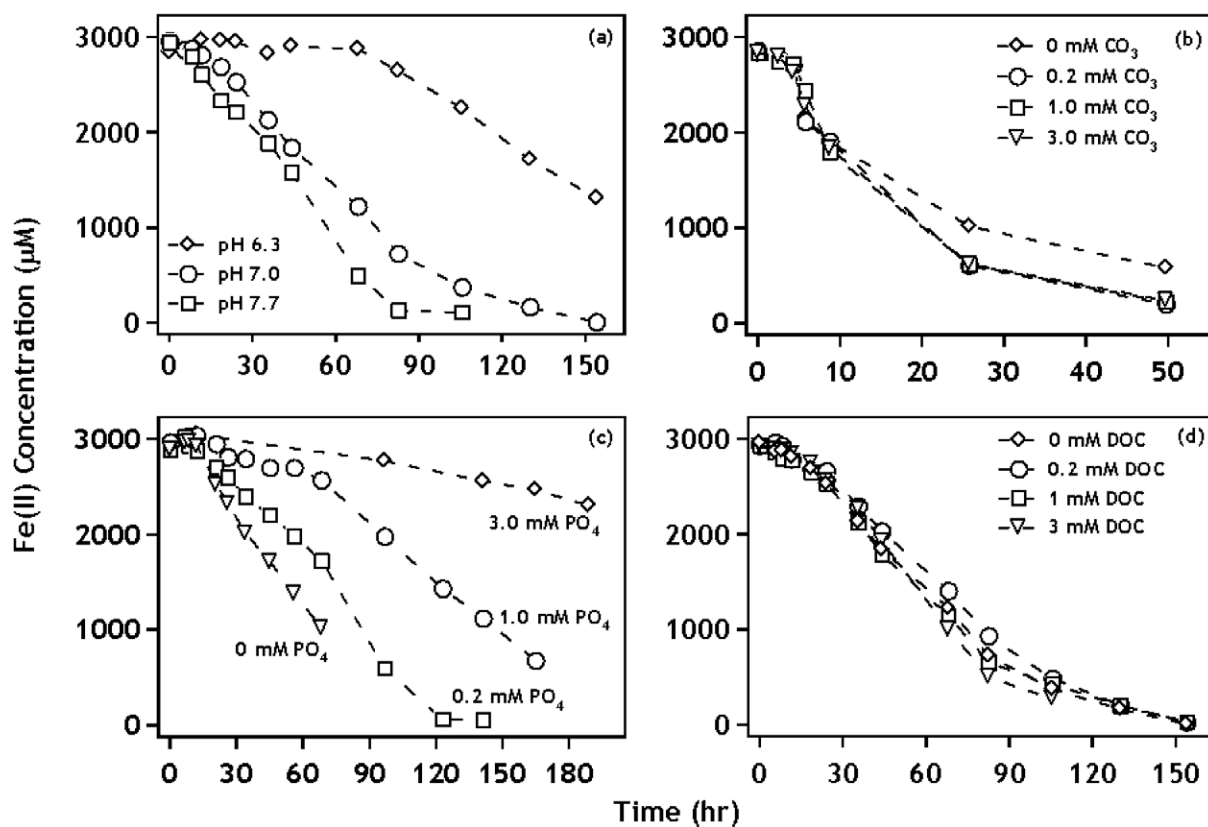 (a)
3000
2000
1000
0
pH 6.3
pH 7.0
pH 7.7
0 30 60 90 120 150
(b)
0 mM CO3
0.2 mM CO3
1.0 mM CO3
3.0 mM CO3
3000
2000
1000
0
0 10 20 30 40 50
Fe(II) Concentration (µM)
(c)
3000
2000
1000
0
3.0 mM PO4
1.0 mM PO4
0 mM PO4
0.2 mM PO4
0 30 60 90 120 150 180
(d)
0 mM DOC
0.2 mM DOC
1 mM DOC
3 mM DOC
3000
2000
1000
0
0 30 60 90 120 150
Time (hr)